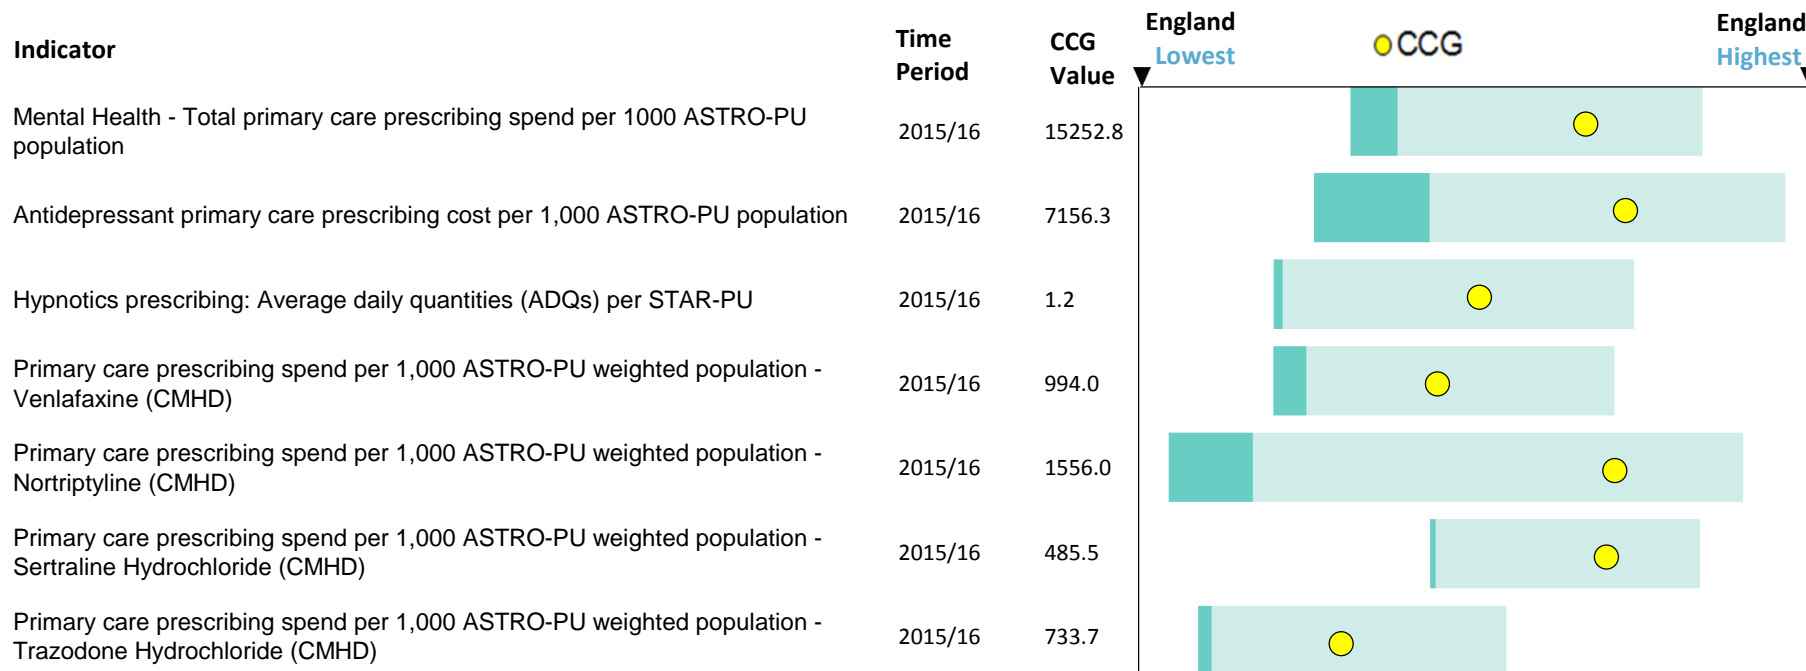 Indicator
Time Period
CCG Value
England Lowest
CCG
England Highest
Mental Health - Total primary care prescribing spend per 1000 ASTRO-PU
population
2015/16
15252.8
Antidepressant primary care prescribing cost per 1,000 ASTRO-PU population
2015/16
7156.3
Hypnotics prescribing: Average daily quantities (ADQs) per STAR-PU
2015/16
1.2
Primary care prescribing spend per 1,000 ASTRO-PU weighted population -
Venlafaxine (CMHD)
2015/16
994.0
Primary care prescribing spend per 1,000 ASTRO-PU weighted population -
Nortriptyline (CMHD)
2015/16
1556.0
Primary care prescribing spend per 1,000 ASTRO-PU weighted population -
Sertraline Hydrochloride (CMHD)
2015/16
485.5
Primary care prescribing spend per 1,000 ASTRO-PU weighted population -
Trazodone Hydrochloride (CMHD)
2015/16
733.7